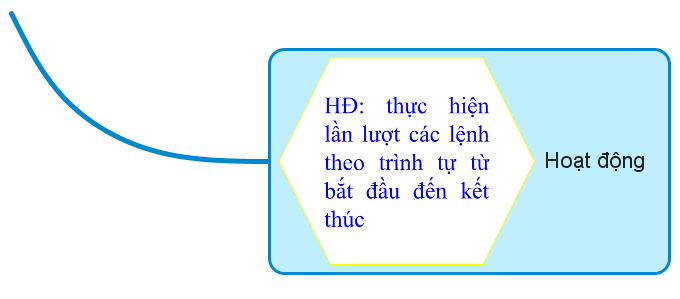 HĐ: thực hiện
lần lượt các lệnh
theo trình tự từ
bắt đầu đến kết
thúc
Hoạt động